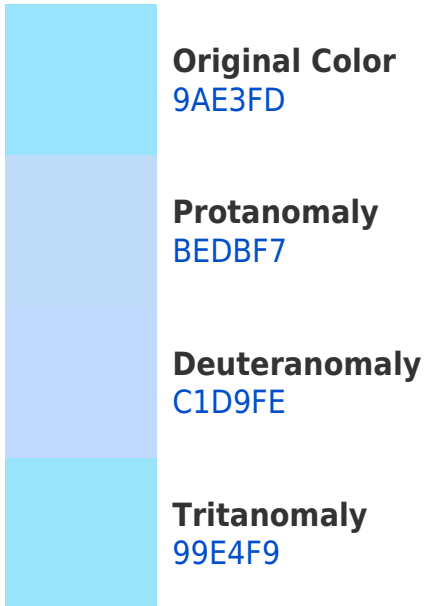 Original Color
9AE3FD
Protanomaly
BEDBF7
Deuteranomaly
C1D9FE
Tritanomaly
99E4F9